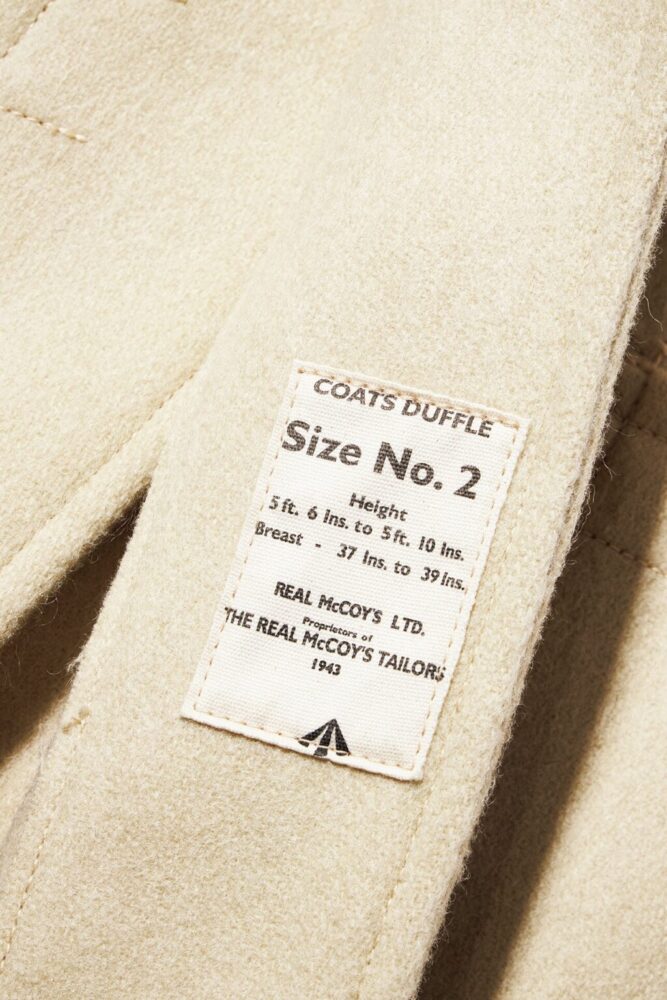 COATS DUFFLE
Size No. 2
Height
5 ft. 6 Ins. to 5 ft. 10 Ins.
Breast - 37 Ins. to 39 ins.
REAL McCOY'S LTD.
Proprietors of
THE REAL McCOY'S TAILORS
1943